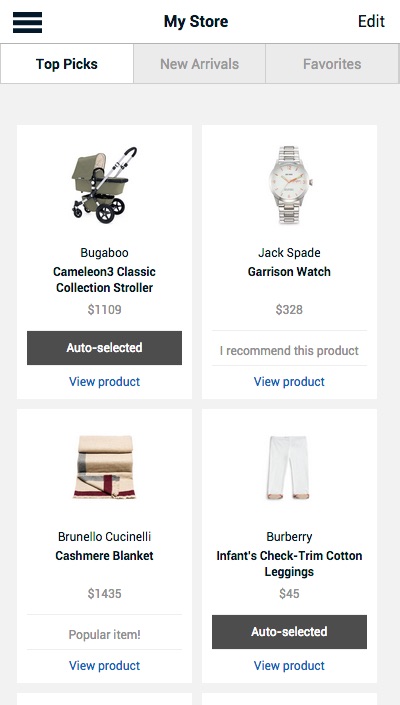 My Store
Edit
Top Picks
New Arrivals
Favorites
Bugaboo
Cameleon3 Classic
Collection Stroller
$1109
Auto-selected
View product
Jack Spade
Garrison Watch
$328
I recommend this product
View product
Brunello Cucinelli
Cashmere Blanket
$1435
Popular item!
View product
Burberry
Infant's Check-Trim Cotton
Leggings
$45
Auto-selected
View product